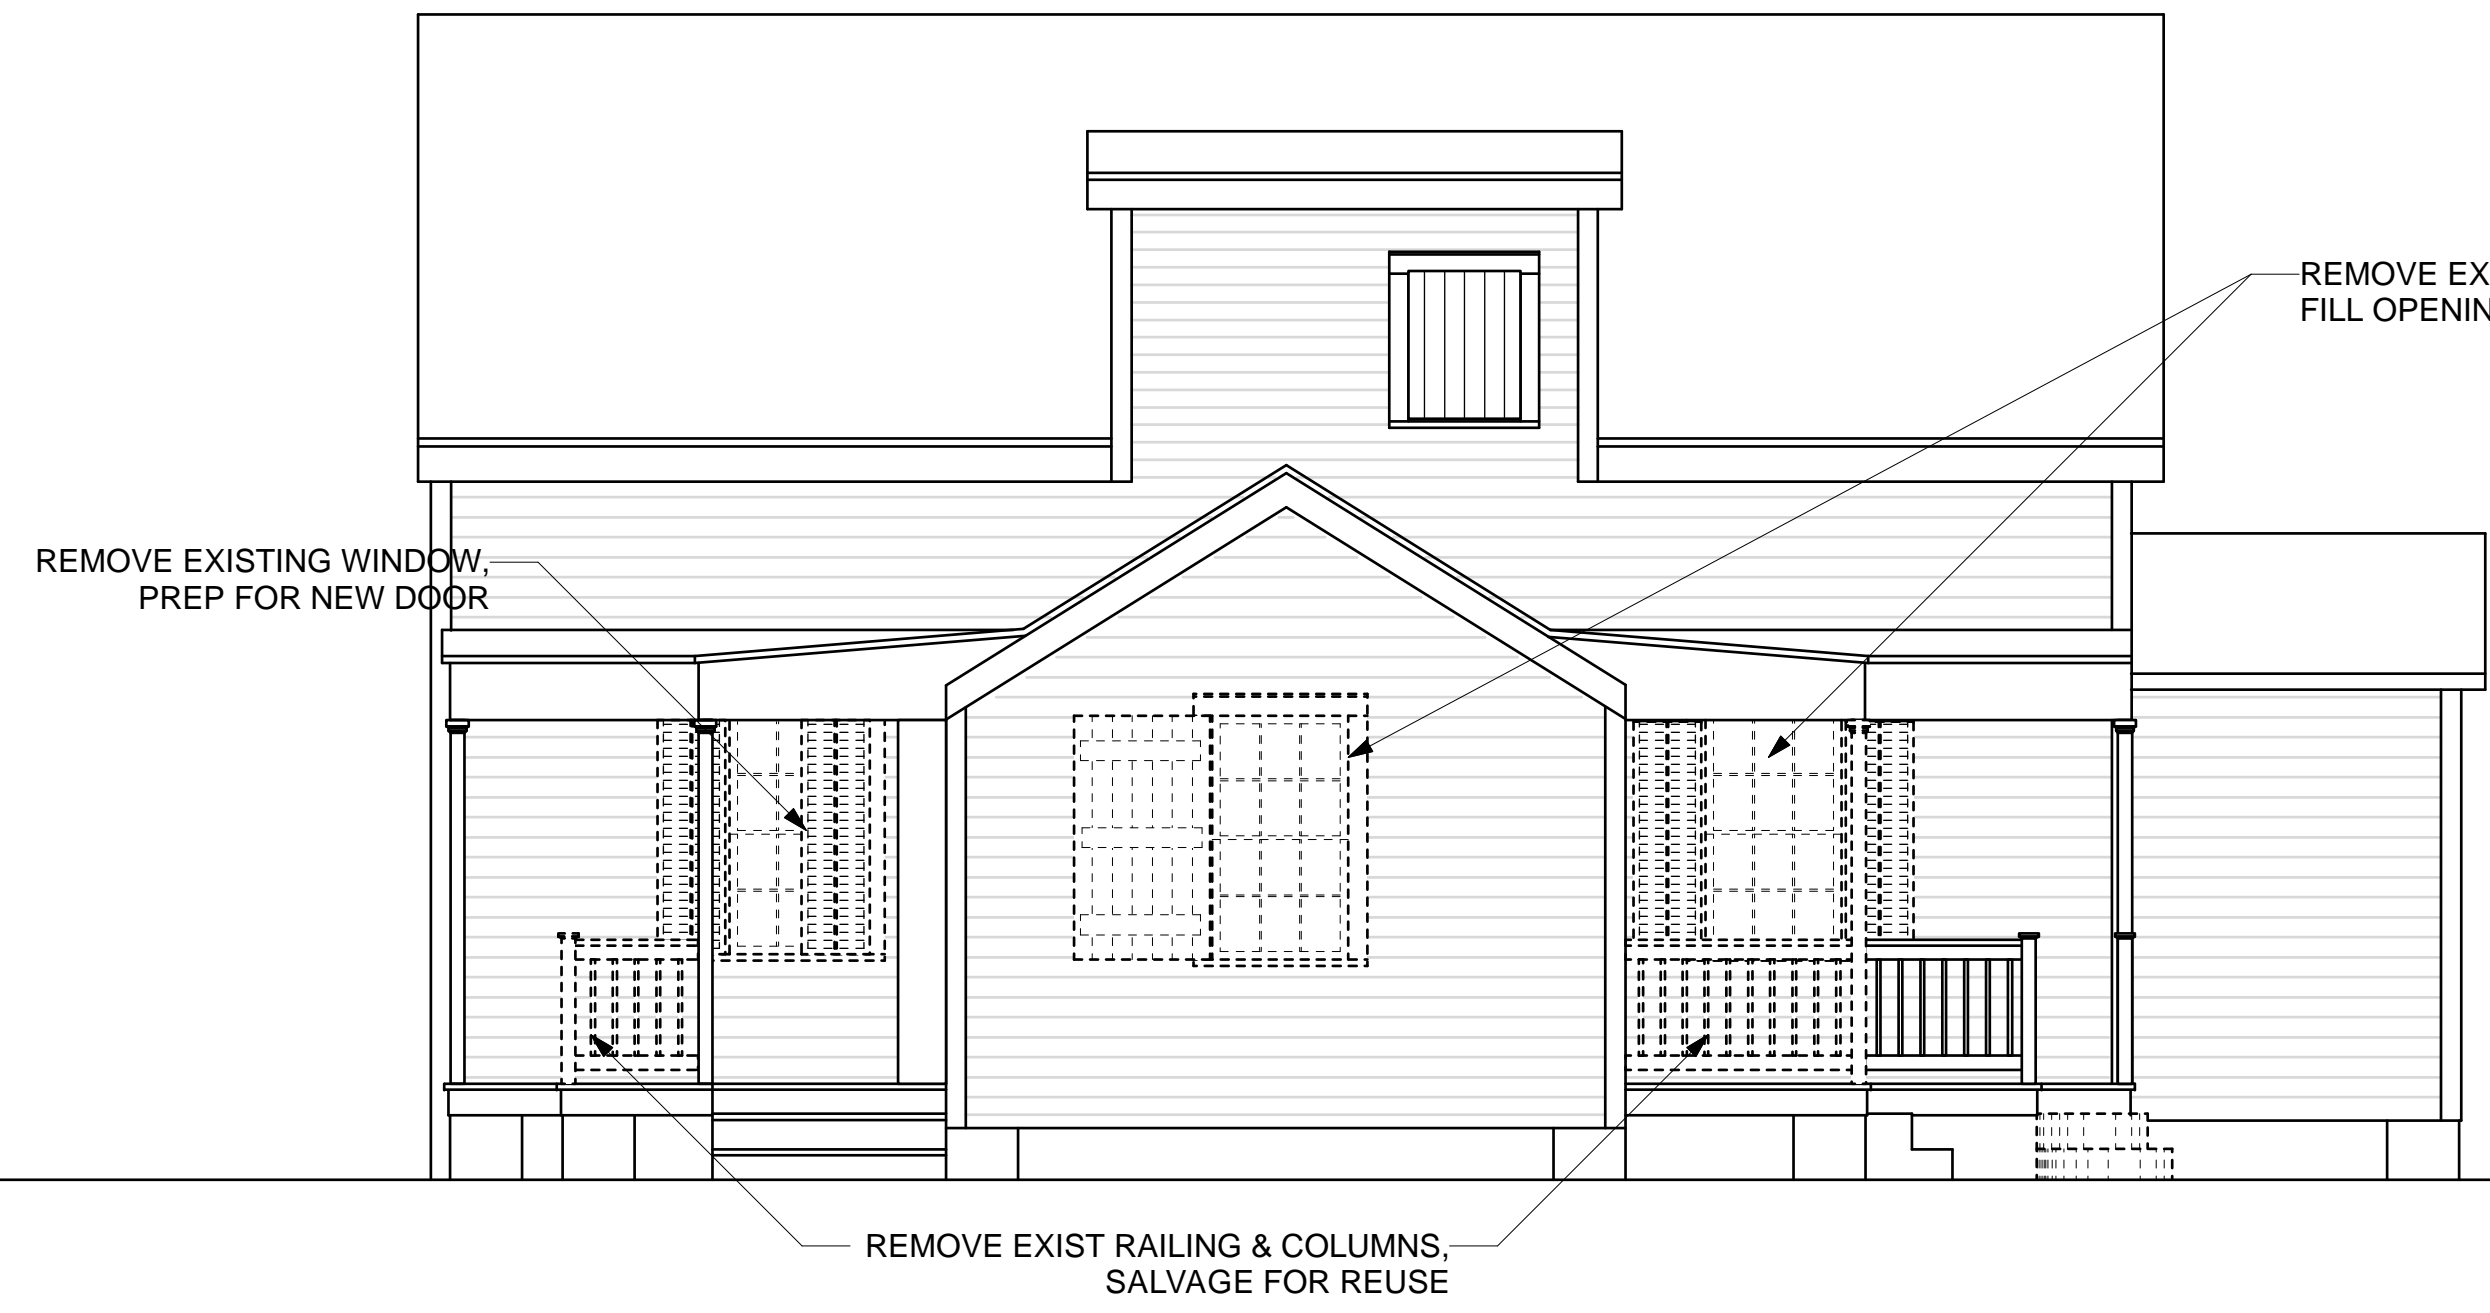 REMOVE EX
FILL OPENIN
REMOVE EXISTING WINDOW,
PREP FOR NEW DOOR
REMOVE EXIST RAILING & COLUMNS,
SALVAGE FOR REUSE